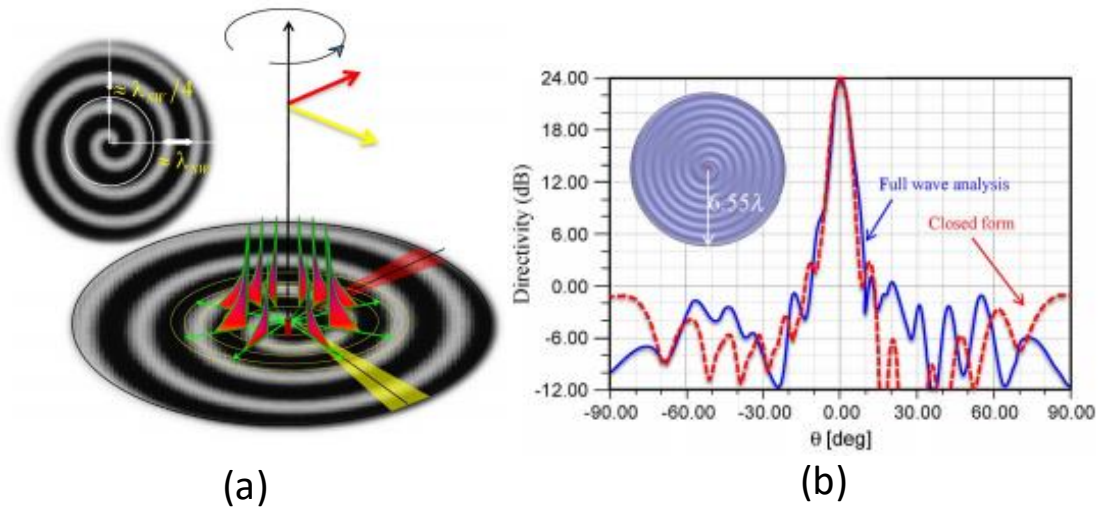 ≈ λSW/4
≈ λSW
(a)
24.00
18.00
12.00
6.00
0.00
-6.00
-12.00
Directivity (dB)
6.55λ
Full wave analysis
Closed form
-90.00 -60.00 -30.00 0.00 30.00 60.00 90.00
θ [deg]
(b)